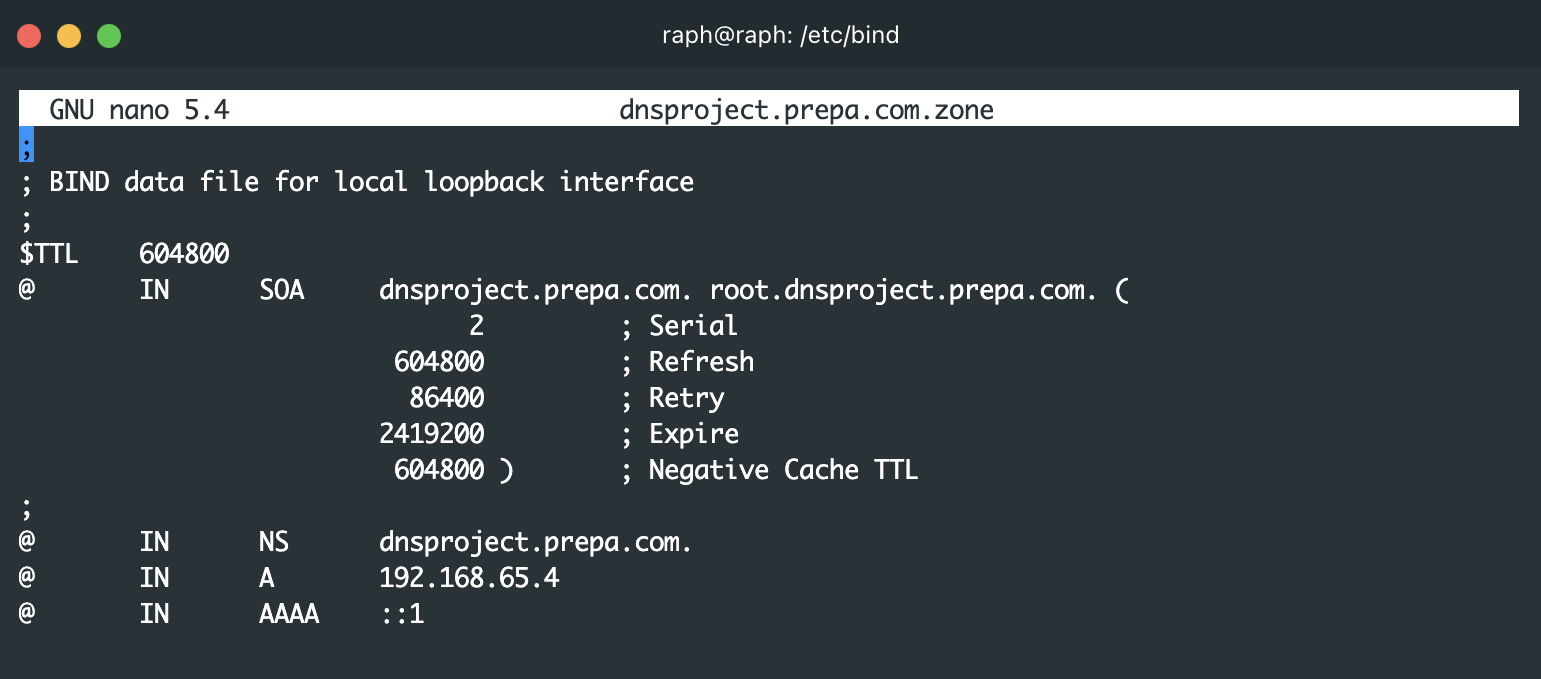 raph@raph: /etc/bind
GNU nano 5.4 dnsproject.prepa.com.zone
;
; BIND data file for local loopback interface
;
$TTL 604800
@ IN SOA dnsproject.prepa.com. root.dnsproject.prepa.com. (
2 ; Serial
604800 ; Refresh
86400 ; Retry
2419200 ; Expire
604800 ) ; Negative Cache TTL
;
@ IN NS dnsproject.prepa.com.
@ IN A 192.168.65.4
@ IN AAAA ::1